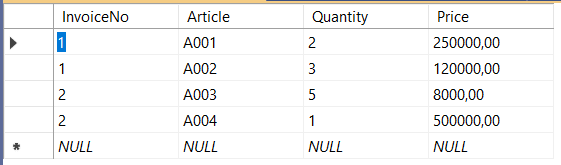 InvoiceNo Article Quantity Price
1 A001 2 250000,00
1 A002 3 120000,00
2 A003 5 8000,00
2 A004 1 500000,00
* NULL NULL NULL NULL